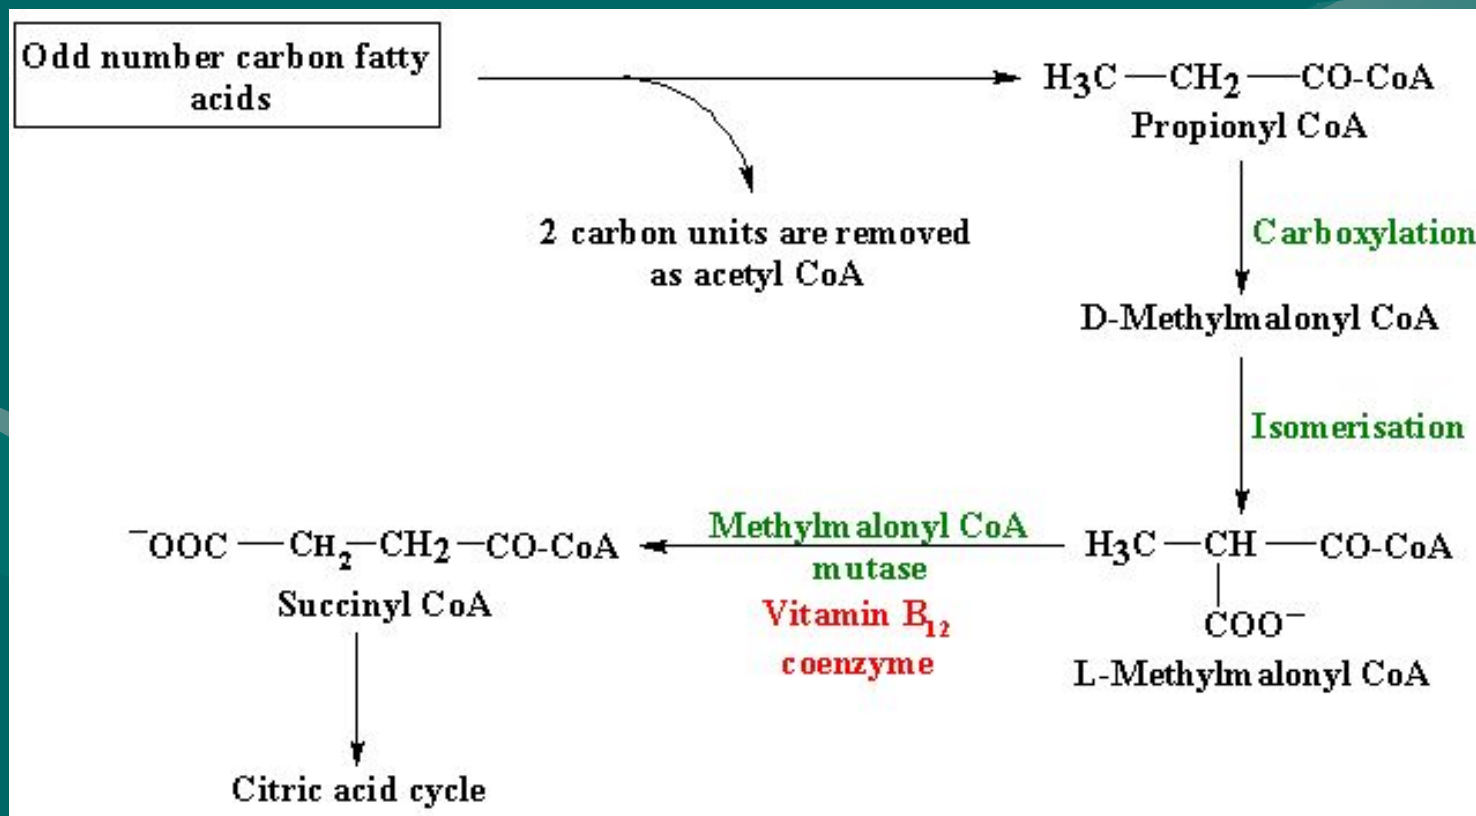 Odd number carbon fatty
acids
H₃C—CH₂—CO-CoA
Propionyl CoA
2 carbon units are removed
as acetyl CoA
Carboxylation
D-Methylmalonyl CoA
Isomerisation
⁻OOC—CH₂—CH₂—CO-CoA
Succinyl CoA
Methylmalonyl CoA
mutase
Vitamin B₁₂
coenzyme
H₃C—CH—CO-CoA
COO⁻
L-Methylmalonyl CoA
Citric acid cycle